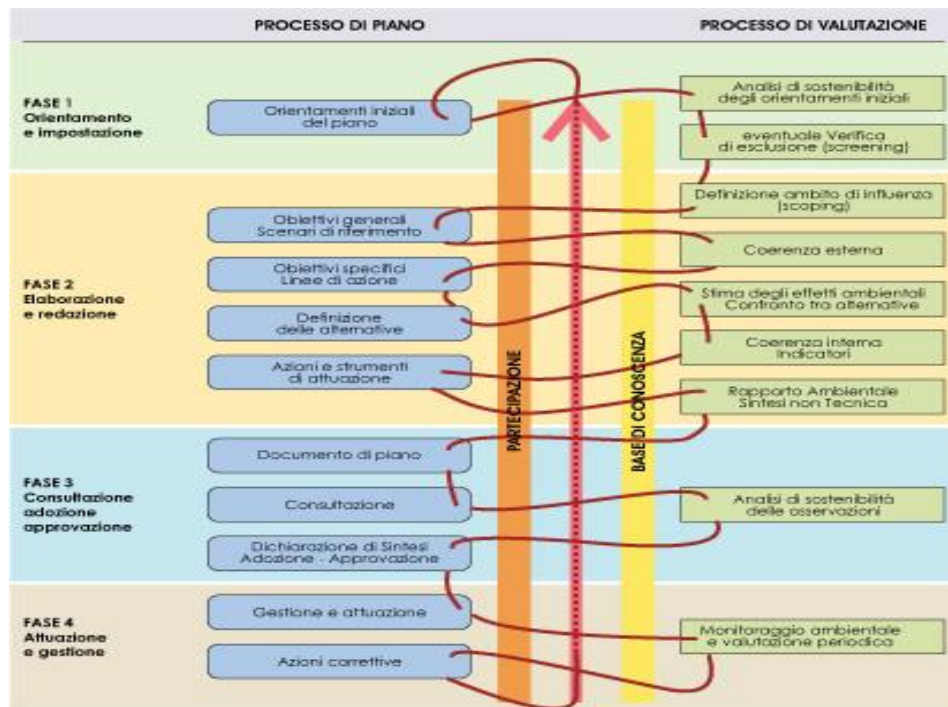 PROCESSO DI PIANO
PROCESSO DI VALUTAZIONE
FASE 1
Orientamento
e impostazione
Orientamenti iniziali
del piano
Analisi di sostenibilità
degli orientamenti iniziali
eventuale Verifica
di esclusione (screening)
FASE 2
Elaborazione
e redazione
Obiettivi generali
Scenari di riferimento
Obiettivi specifici
Linee di azione
Definizione
delle alternative
Azioni e strumenti
di attuazione
Definizione ambito di influenza
(scoping)
Coerenza esterna
Stima degli effetti ambientali
Confronto tra alternative
Coerenza interna
Indicatori
Rapporto Ambientale
Sintesi non Tecnica
PARTECIPAZIONE
BASE DI CONOSCENZA
FASE 3
Consultazione
adozione
approvazione
Documento di piano
Consultazione
Dichiarazione di Sintesi
Adozione - Approvazione
Analisi di sostenibilità
delle osservazioni
FASE 4
Attuazione
e gestione
Gestione e attuazione
Azioni correttive
Monitoraggio ambientale
e valutazione periodica